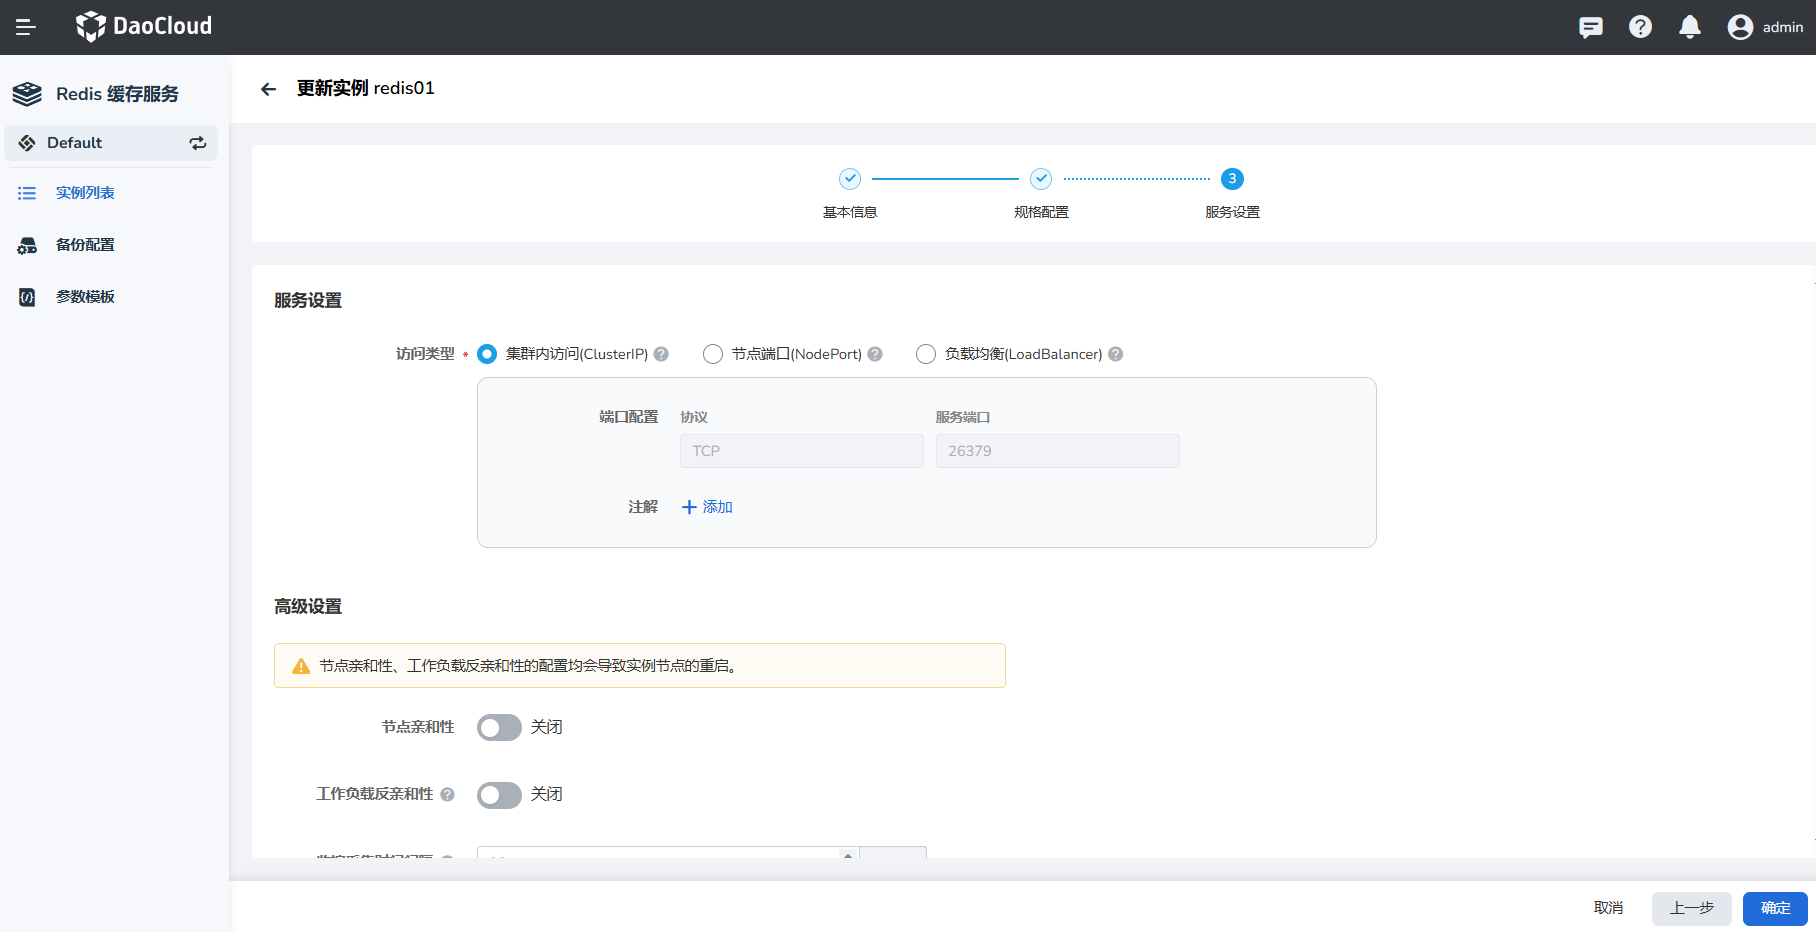 DaoCloud
admin
Redis 缓存服务
Default
实例列表
备份配置
参数模板
更新实例 redis01
3
基本信息
规格配置
服务设置
服务设置
访问类型 * 集群内访问(ClusterIP) ? 节点端口(NodePort) ? 负载均衡(LoadBalancer) ?
端口配置 协议 服务端口
TCP 26379
注解 + 添加
高级设置
节点亲和性、工作负载反亲和性的配置均会导致实例节点的重启。
节点亲和性 关闭
工作负载反亲和性 ? 关闭
取消 上一步 确定